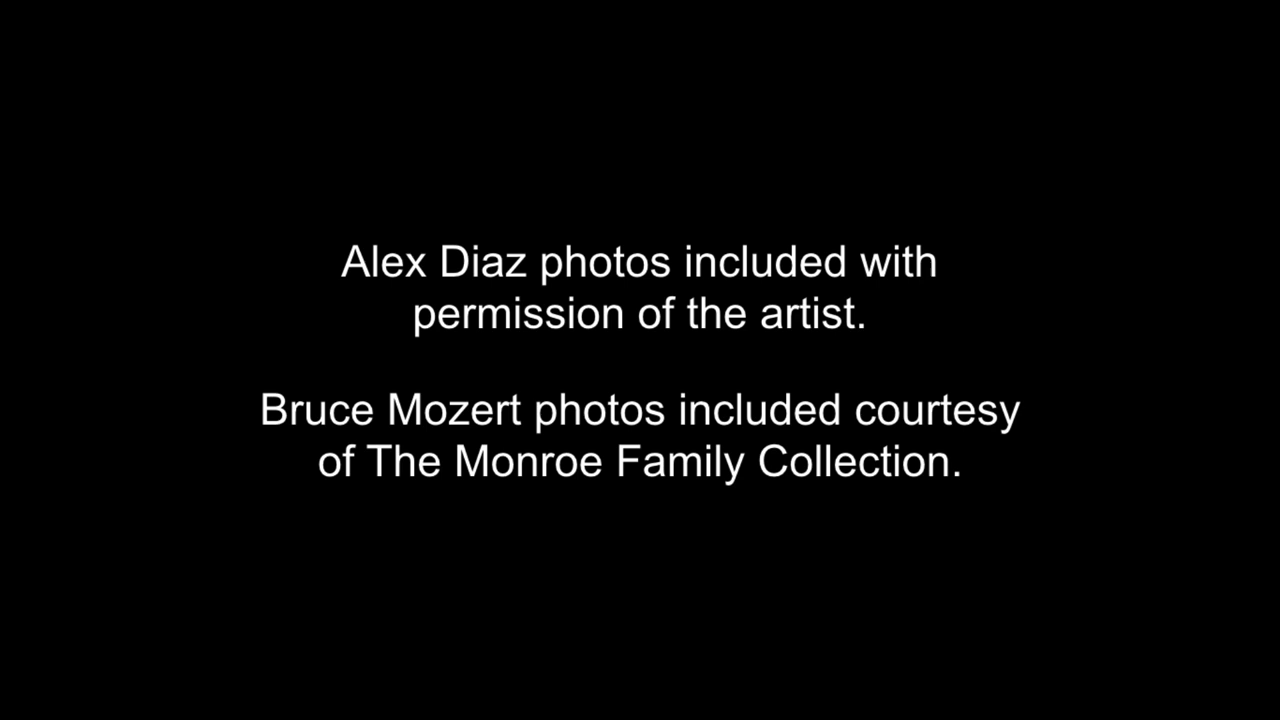 Alex Diaz photos included with
permission of the artist.
Bruce Mozert photos included courtesy
of The Monroe Family Collection.